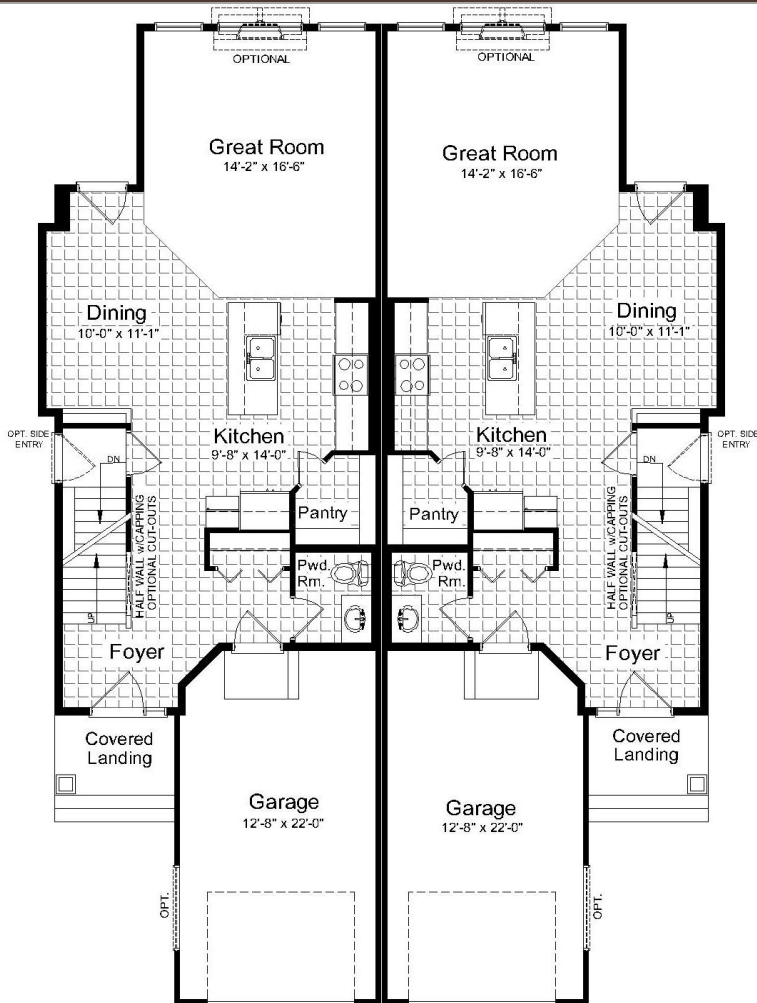 OPTIONAL
OPTIONAL
Great Room
14'-2" x 16'-6"
Great Room
14'-2" x 16'-6"
Dining
10'-0" x 11'-1"
Dining
10'-0" x 11'-1"
OPT. SIDE
ENTRY
Kitchen
9'-8" x 14'-0"
Kitchen
9'-8" x 14'-0"
OPT. SIDE
ENTRY
DN
DN
HALF WALL w/CAPPING
OPTIONAL CUT-OUTS
Pantry
Pantry
HALF WALL w/CAPPING
OPTIONAL CUT-OUTS
Pwd.
Rm.
Pwd.
Rm.
UP
UP
Foyer
Foyer
Covered
Landing
Covered
Landing
Garage
12'-8" x 22'-0"
Garage
12'-8" x 22'-0"
OPT.
OPT.